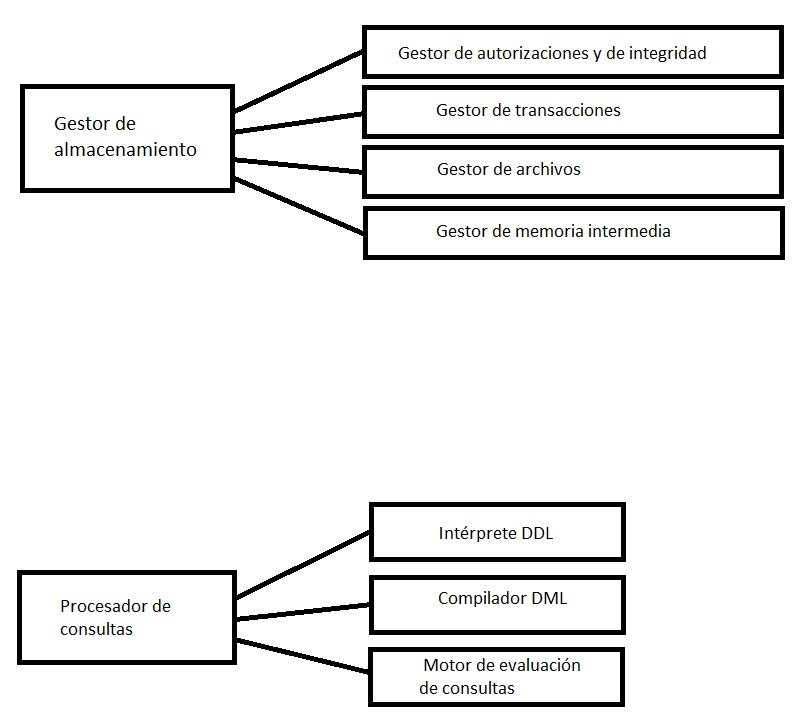 Gestor de
almacenamiento
Gestor de autorizaciones y de integridad
Gestor de transacciones
Gestor de archivos
Gestor de memoria intermedia
Procesador de
consultas
Intérprete DDL
Compilador DML
Motor de evaluación
de consultas